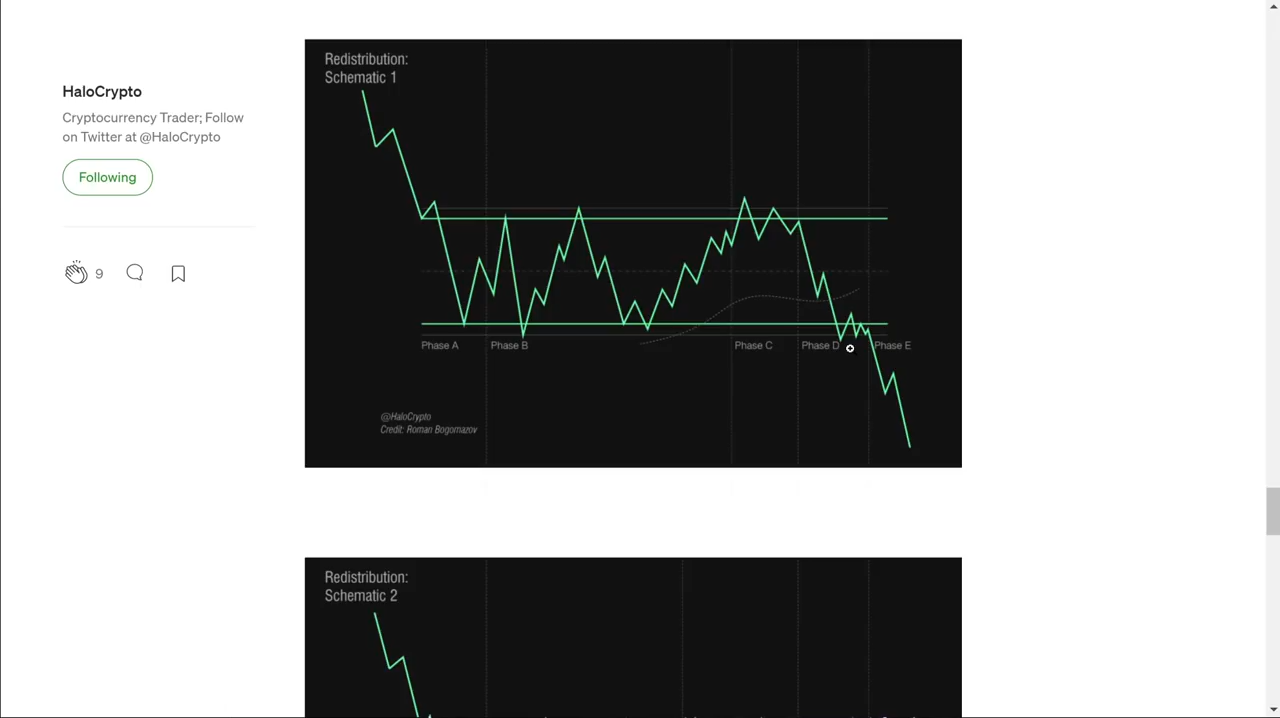 HaloCrypto
Cryptocurrency Trader; Follow
on Twitter at @HaloCrypto
Following
9
Redistribution:
Schematic 1
Phase A
Phase B
Phase C
Phase D
Phase E
@HaloCrypto
Credit: Roman Bogomazov
Redistribution:
Schematic 2